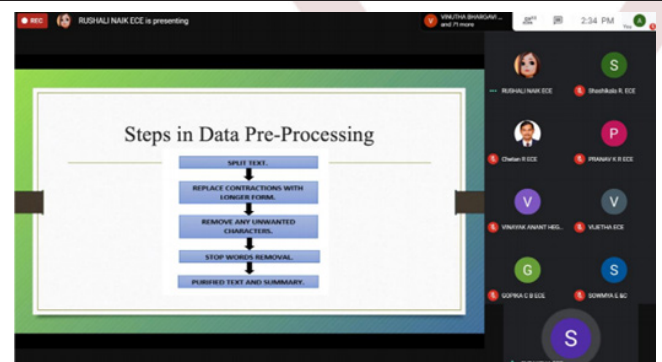 REC
RUSHALI NAIK ECE is presenting
VINUTHA BHARGAVI ...
and 71 more
2:34 PM
You
A
Steps in Data Pre-Processing
SPLIT TEXT.
REPLACE CONTRACTIONS WITH
LONGER FORM.
REMOVE ANY UNWANTED
CHARACTERS.
STOP WORDS REMOVAL.
PURIFIED TEXT AND SUMMARY.
RUSHALI NAIK ECE
S
Shashikala R. ECE
Chetan R ECE
P
PRANAV K R ECE
V
VINAYAK ANANT HEG...
V
VIJETHA ECE
G
GOPIKA C B ECE
S
SOWMYA E &C
S